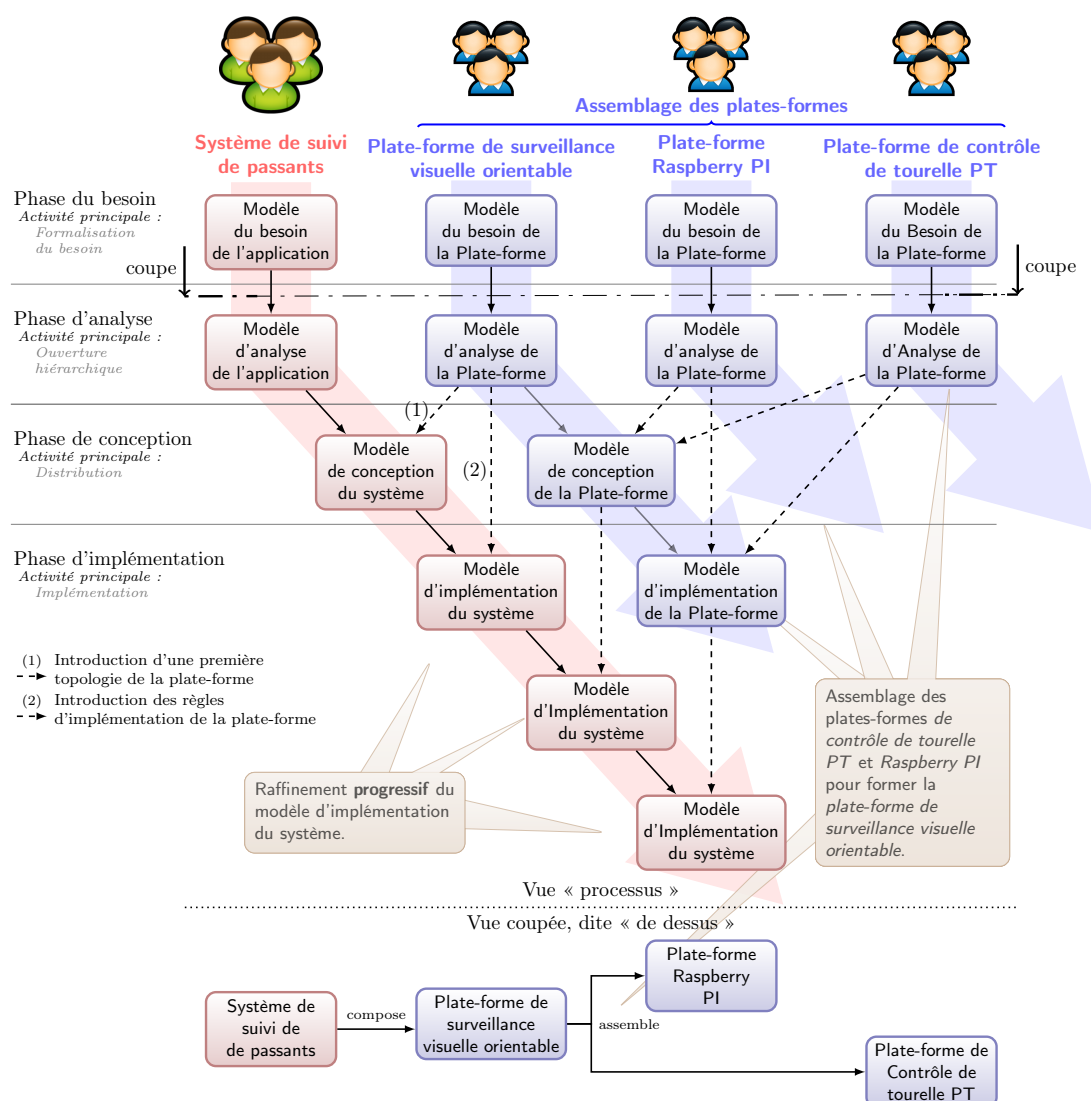 Assemblage des plates-formes
Système de suivi
de passants
Plate-forme de surveillance
visuelle orientable
Plate-forme
Raspberry PI
Plate-forme de contrôle
de tourelle PT
Phase du besoin
Activité principale :
Formalisation
du besoin
Modèle
du besoin
de l'application
Modèle
du besoin de
la Plate-forme
Modèle
du besoin de
la Plate-forme
Modèle
du Besoin de
la Plate-forme
coupe
coupe
Phase d'analyse
Activité principale :
Ouverture
hiérarchique
Modèle
d'analyse
de l'application
Modèle
d'analyse de
la Plate-forme
Modèle
d'analyse de
la Plate-forme
Modèle
d'Analyse de
la Plate-forme
(1)
Phase de conception
Activité principale :
Distribution
Modèle
de conception
du système
(2)
Modèle
de conception
de la Plate-forme
Phase d'implémentation
Activité principale :
Implémentation
Modèle
d'implémentation
du système
Modèle
d'implémentation
de la Plate-forme
(1) Introduction d'une première
topologie de la plate-forme
(2) Introduction des règles
d'implémentation de la plate-forme
Modèle
d'Implémentation
du système
Assemblage des
plates-formes de
contrôle de tourelle
PT et Raspberry PI
pour former la
plate-forme de
surveillance visuelle
orientable.
Raffinement progressif du
modèle d'implémentation
du système.
Modèle
d'Implémentation
du système
Vue « processus »
Vue coupée, dite « de dessus »
Système de
suivi de
de passants
compose
Plate-forme de
surveillance
visuelle orientable
assemble
Plate-forme
Raspberry
PI
Plate-forme de
Contrôle de
tourelle PT